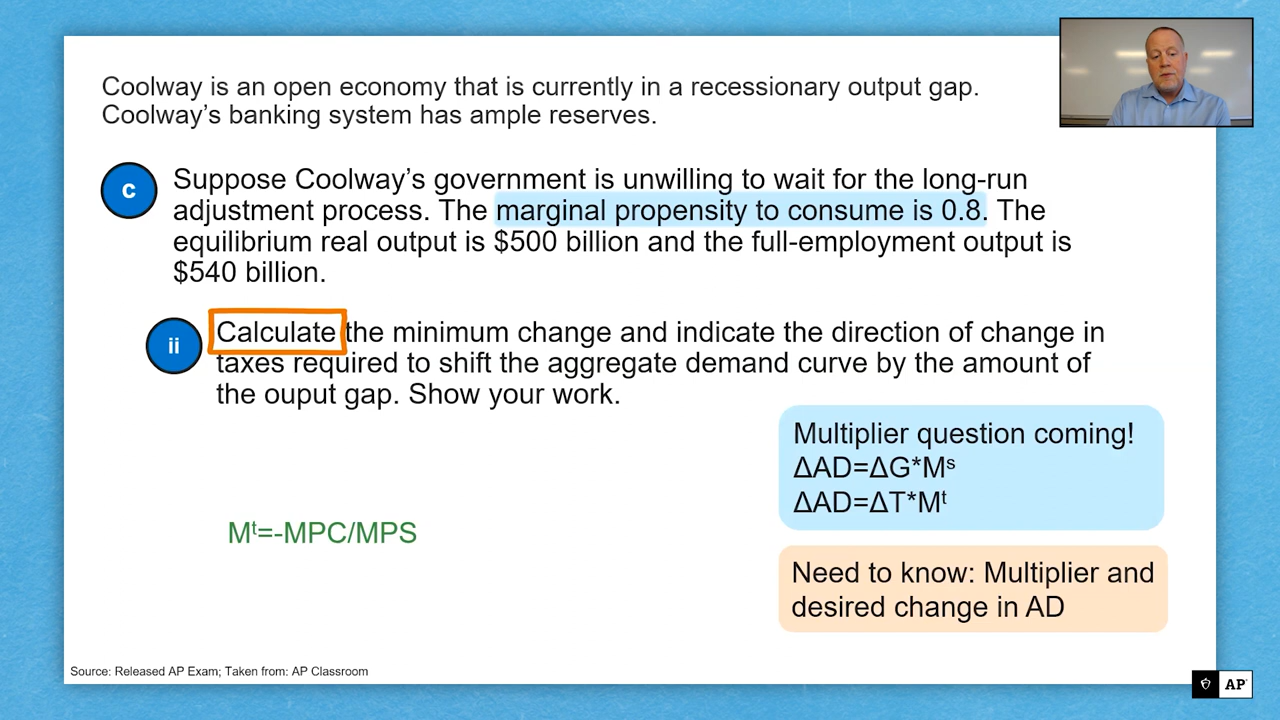 Coolway is an open economy that is currently in a recessionary output gap.
Coolway's banking system has ample reserves.
c
Suppose Coolway's government is unwilling to wait for the long-run
adjustment process. The marginal propensity to consume is 0.8. The
equilibrium real output is $500 billion and the full-employment output is
$540 billion.
ii
Calculate the minimum change and indicate the direction of change in
taxes required to shift the aggregate demand curve by the amount of
the ouput gap. Show your work.
Multiplier question coming!
ΔAD=ΔG*Mˢ
ΔAD=ΔT*Mᵗ
Mᵗ=-MPC/MPS
Need to know: Multiplier and
desired change in AD
Source: Released AP Exam; Taken from: AP Classroom
AP